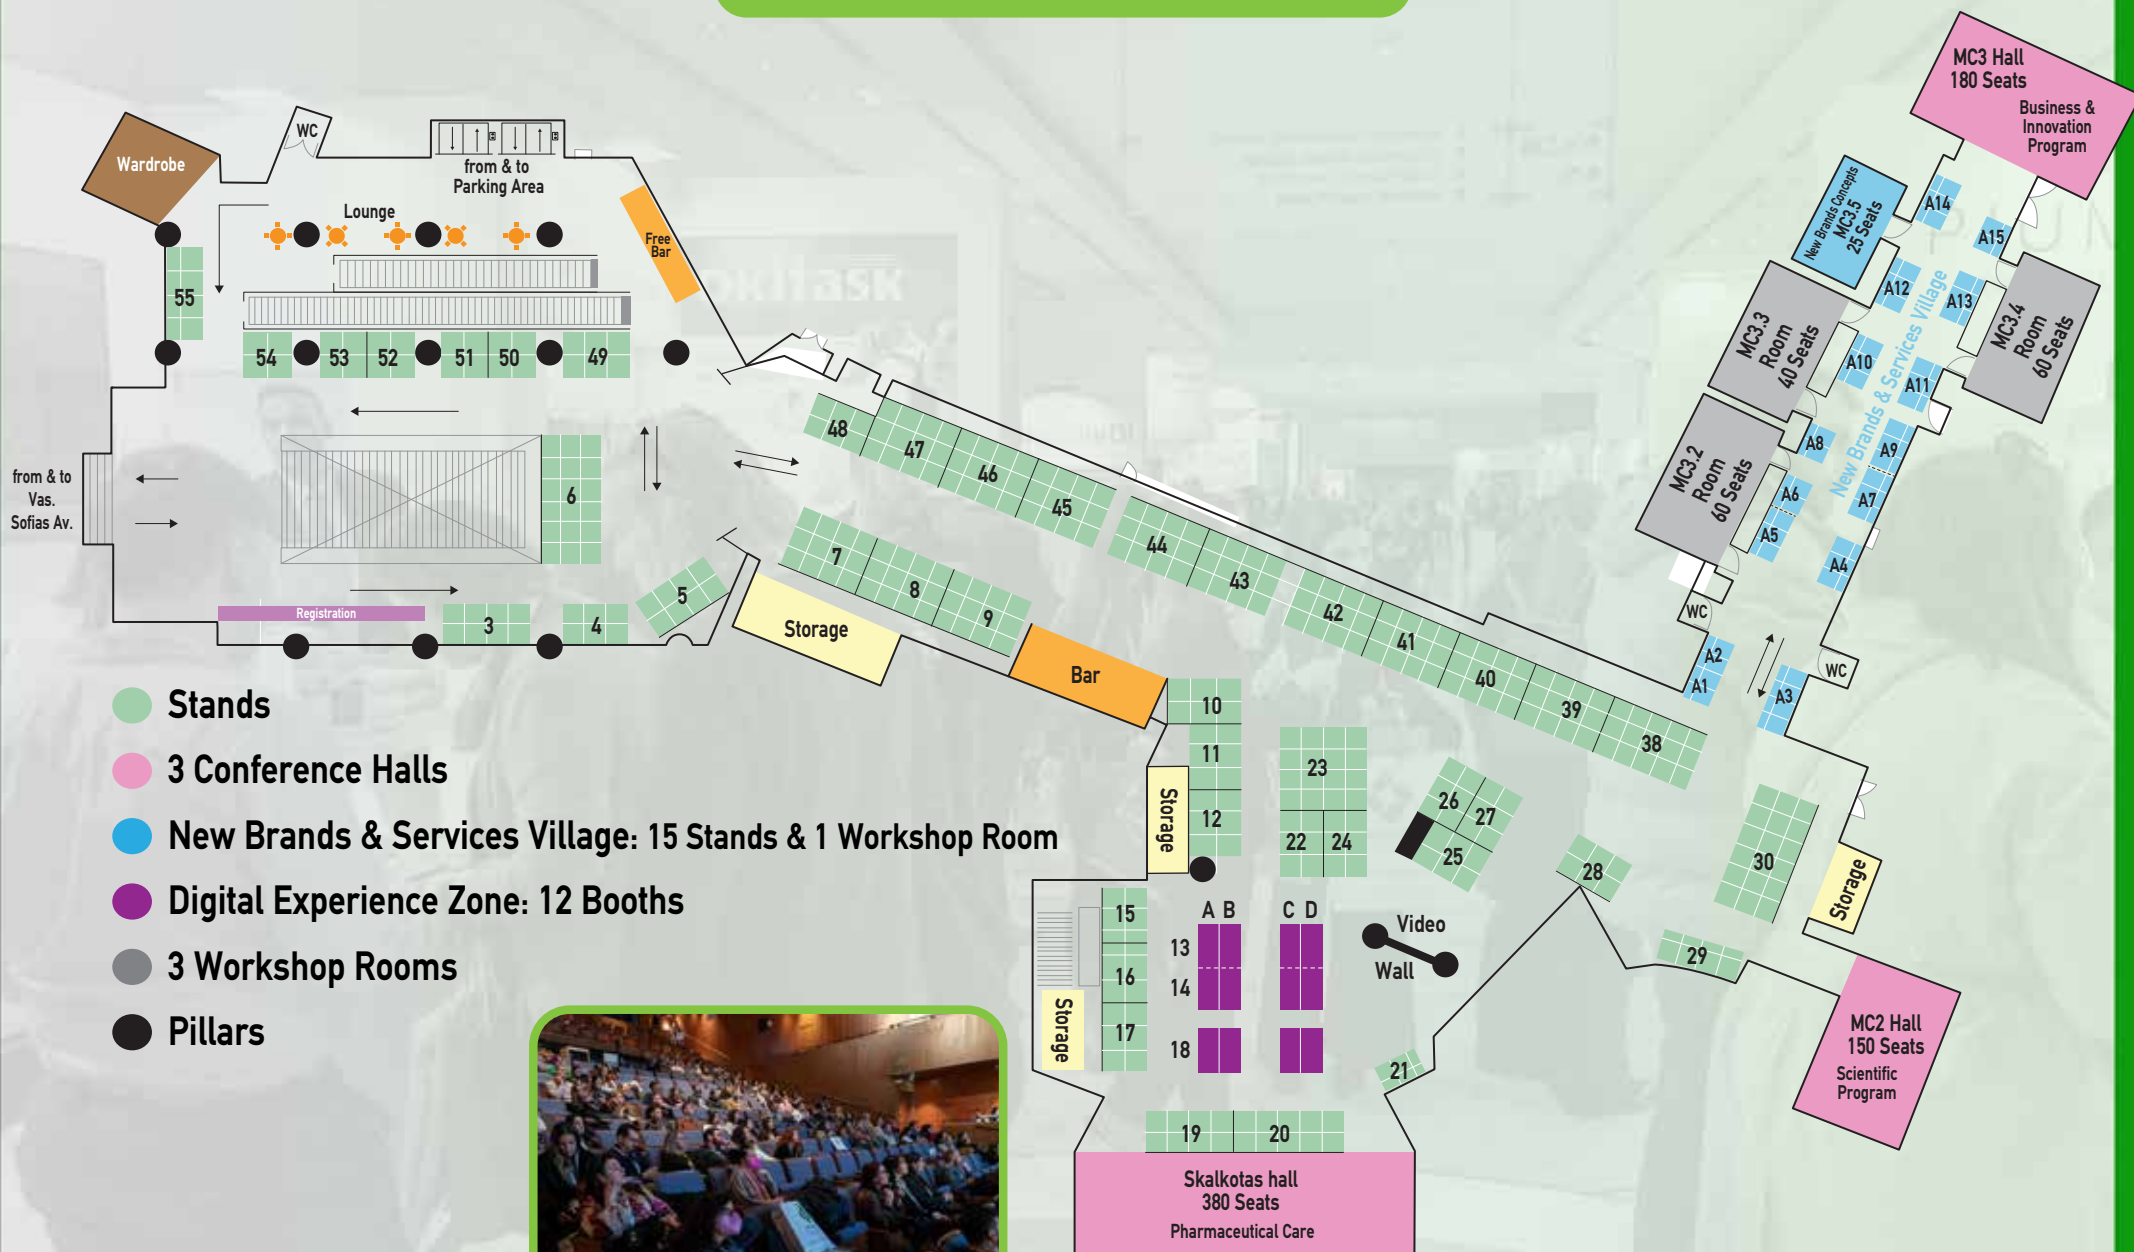 MC3 Hall
180 Seats
Business &
Innovation
Program
WC
Wardrobe
from & to
Parking Area
Lounge
Free
Bar
New Brands Concepts
MC3.5
25 Seats
A14
A15
A12
A13
MC3.3
Room
40 Seats
MC3.4
Room
60 Seats
A10
A11
New Brands & Services Village
A8
A9
MC3.2
Room
60 Seats
A6
A7
A5
A4
WC
A2
A1
A3
WC
55
54
53
52
51
50
49
from & to
Vas.
Sofias Av.
6
48
47
46
45
44
43
42
41
40
39
38
7
8
9
5
Registration
3
4
Storage
Bar
10
11
12
Storage
23
22
24
26
27
25
28
30
Storage
29
Stands
3 Conference Halls
New Brands & Services Village: 15 Stands & 1 Workshop Room
Digital Experience Zone: 12 Booths
3 Workshop Rooms
Pillars
15
16
17
Storage
A B
C D
13
14
18
Video
Wall
21
19
20
MC2 Hall
150 Seats
Scientific
Program
Skalkotas hall
380 Seats
Pharmaceutical Care